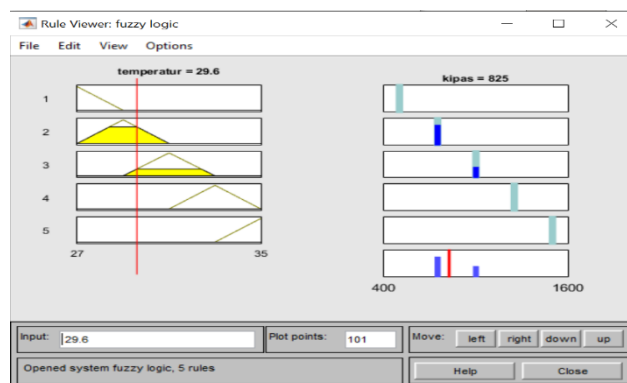 Rule Viewer: fuzzy logic
File Edit View Options
temperatur = 29.6
kipas = 825
1
2
3
4
5
27 35
400 1600
Input: 29.6
Plot points: 101
Move: left right down up
Opened system fuzzy logic, 5 rules
Help Close